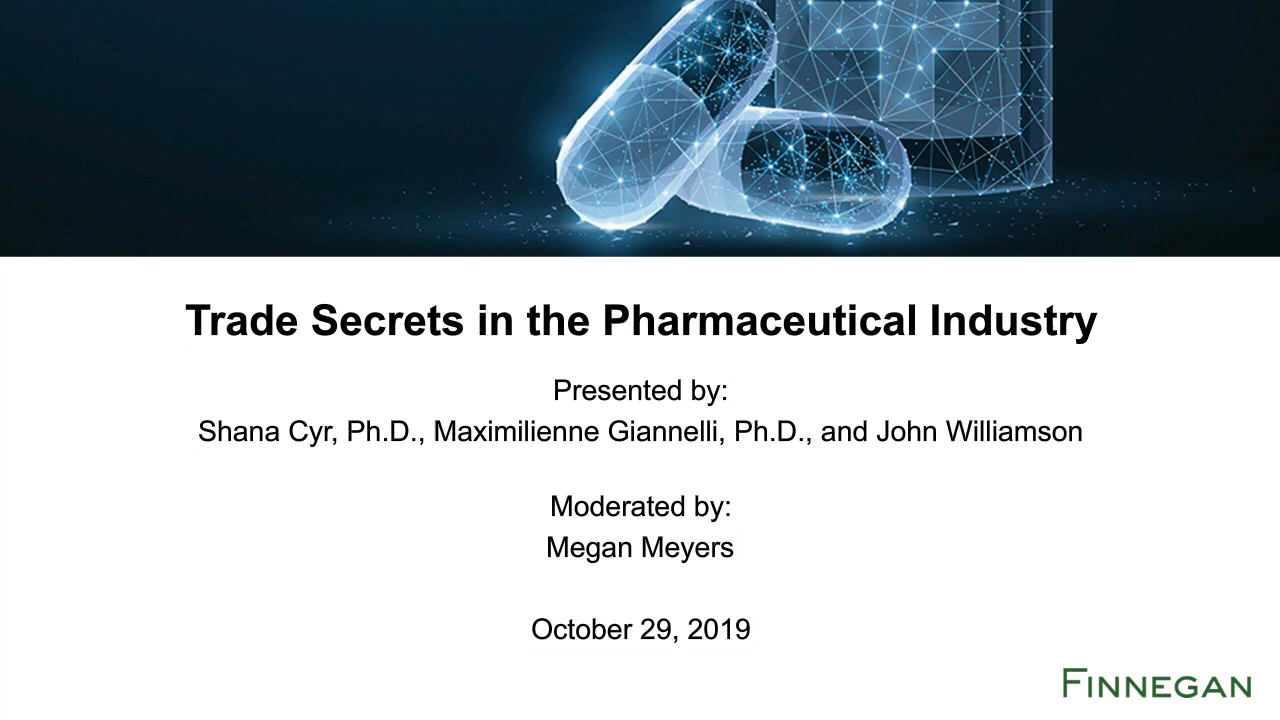 Trade Secrets in the Pharmaceutical Industry
Presented by:
Shana Cyr, Ph.D., Maximilienne Giannelli, Ph.D., and John Williamson
Moderated by:
Megan Meyers
October 29, 2019
FINNEGAN